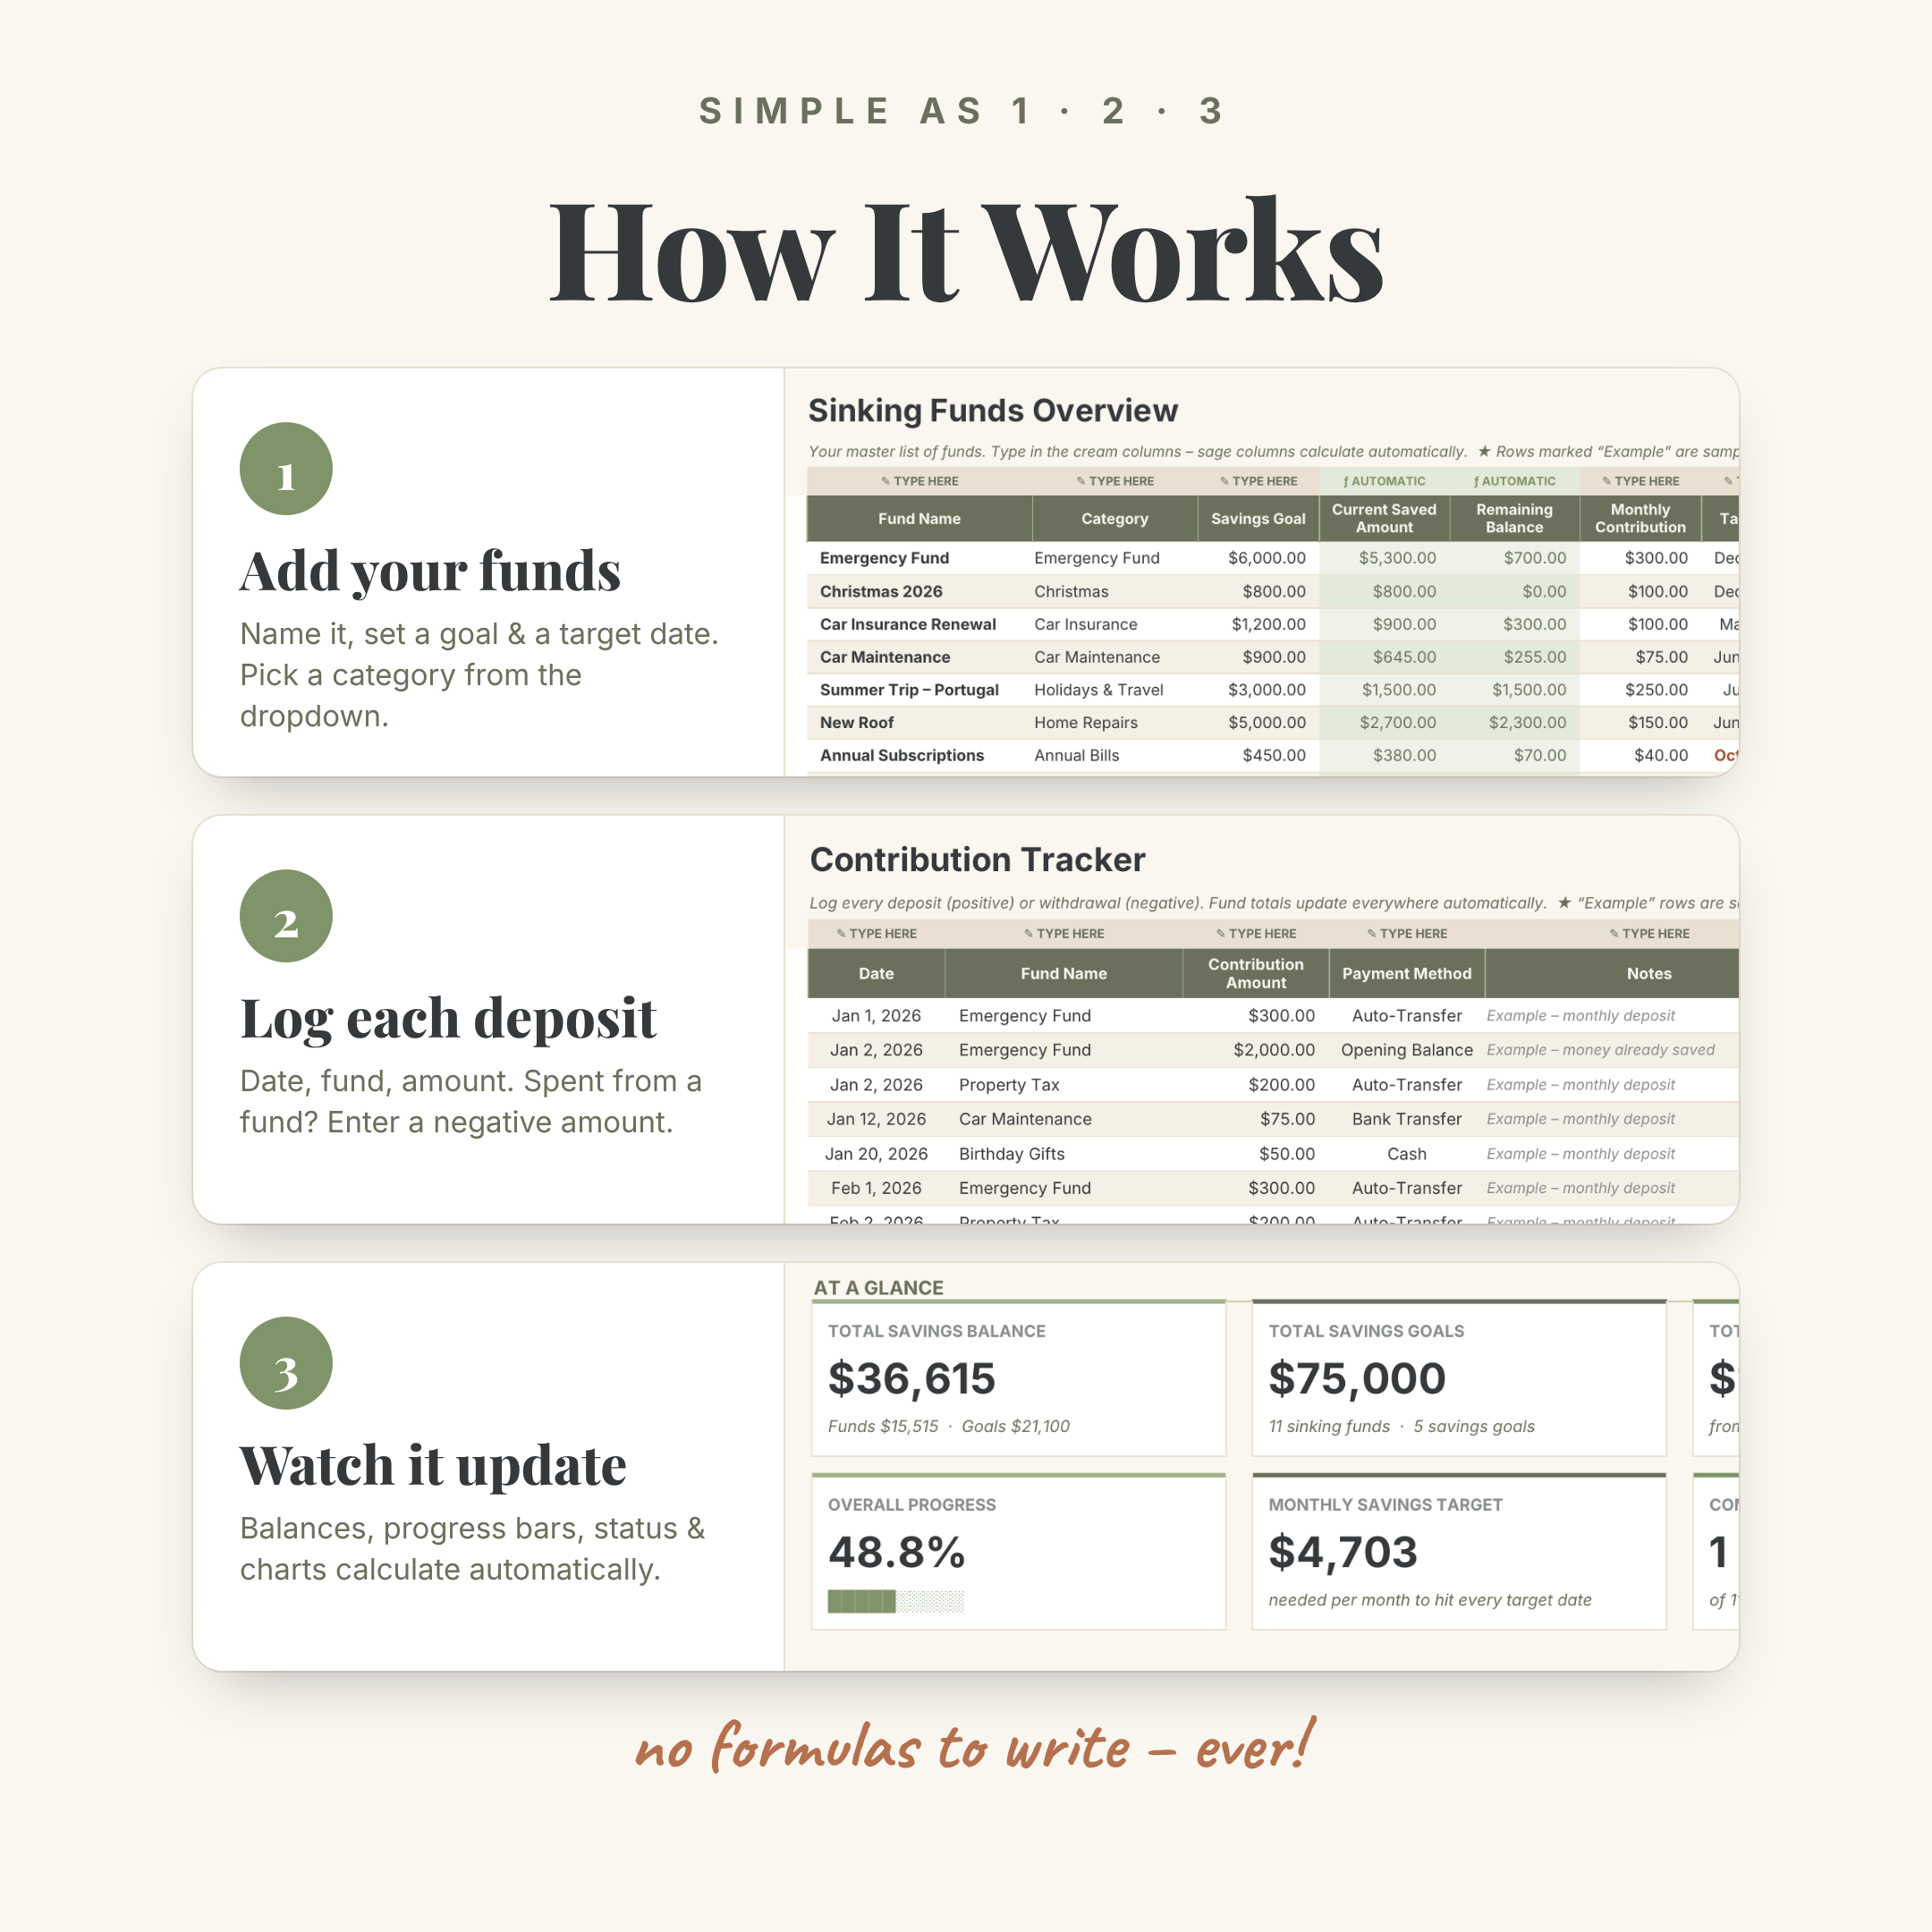 SIMPLE AS 1 · 2 · 3
How It Works
1
Add your funds
Name it, set a goal & a target date.
Pick a category from the
dropdown.
Sinking Funds Overview
Your master list of funds. Type in the cream columns – sage columns calculate automatically. ★ Rows marked “Example” are
✎ TYPE HERE ✎ TYPE HERE ✎ TYPE HERE ƒ AUTOMATIC ƒ AUTOMATIC ✎ TYPE HERE ✎
Fund Name Category Savings Goal Current Saved Amount Remaining Balance Monthly Contribution
Emergency Fund Emergency Fund $6,000.00 $5,300.00 $700.00 $300.00
Christmas 2026 Christmas $800.00 $800.00 $0.00 $100.00
Car Insurance Renewal Car Insurance $1,200.00 $900.00 $300.00 $100.00
Car Maintenance Car Maintenance $900.00 $645.00 $255.00 $75.00
Summer Trip – Portugal Holidays & Travel $3,000.00 $1,500.00 $1,500.00 $250.00
New Roof Home Repairs $5,000.00 $2,700.00 $2,300.00 $150.00
Annual Subscriptions Annual Bills $450.00 $380.00 $70.00 $40.00
2
Log each deposit
Date, fund, amount. Spent from a
fund? Enter a negative amount.
Contribution Tracker
Log every deposit (positive) or withdrawal (negative). Fund totals update everywhere automatically. ★ “Example” rows are
✎ TYPE HERE ✎ TYPE HERE ✎ TYPE HERE ✎ TYPE HERE ✎ TYPE HERE
Date Fund Name Contribution Amount Payment Method Notes
Jan 1, 2026 Emergency Fund $300.00 Auto-Transfer Example – monthly deposit
Jan 2, 2026 Emergency Fund $2,000.00 Opening Balance Example – money already saved
Jan 2, 2026 Property Tax $200.00 Auto-Transfer Example – monthly deposit
Jan 12, 2026 Car Maintenance $75.00 Bank Transfer Example – monthly deposit
Jan 20, 2026 Birthday Gifts $50.00 Cash Example – monthly deposit
Feb 1, 2026 Emergency Fund $300.00 Auto-Transfer Example – monthly deposit
Feb 2, 2026 Property Tax $200.00 Auto-Transfer Example – monthly deposit
3
Watch it update
Balances, progress bars, status &
charts calculate automatically.
AT A GLANCE
TOTAL SAVINGS BALANCE
$36,615
Funds $15,515 · Goals $21,100
TOTAL SAVINGS GOALS
$75,000
11 sinking funds · 5 savings goals
OVERALL PROGRESS
48.8%
MONTHLY SAVINGS TARGET
$4,703
needed per month to hit every target date
1
of
no formulas to write – ever!